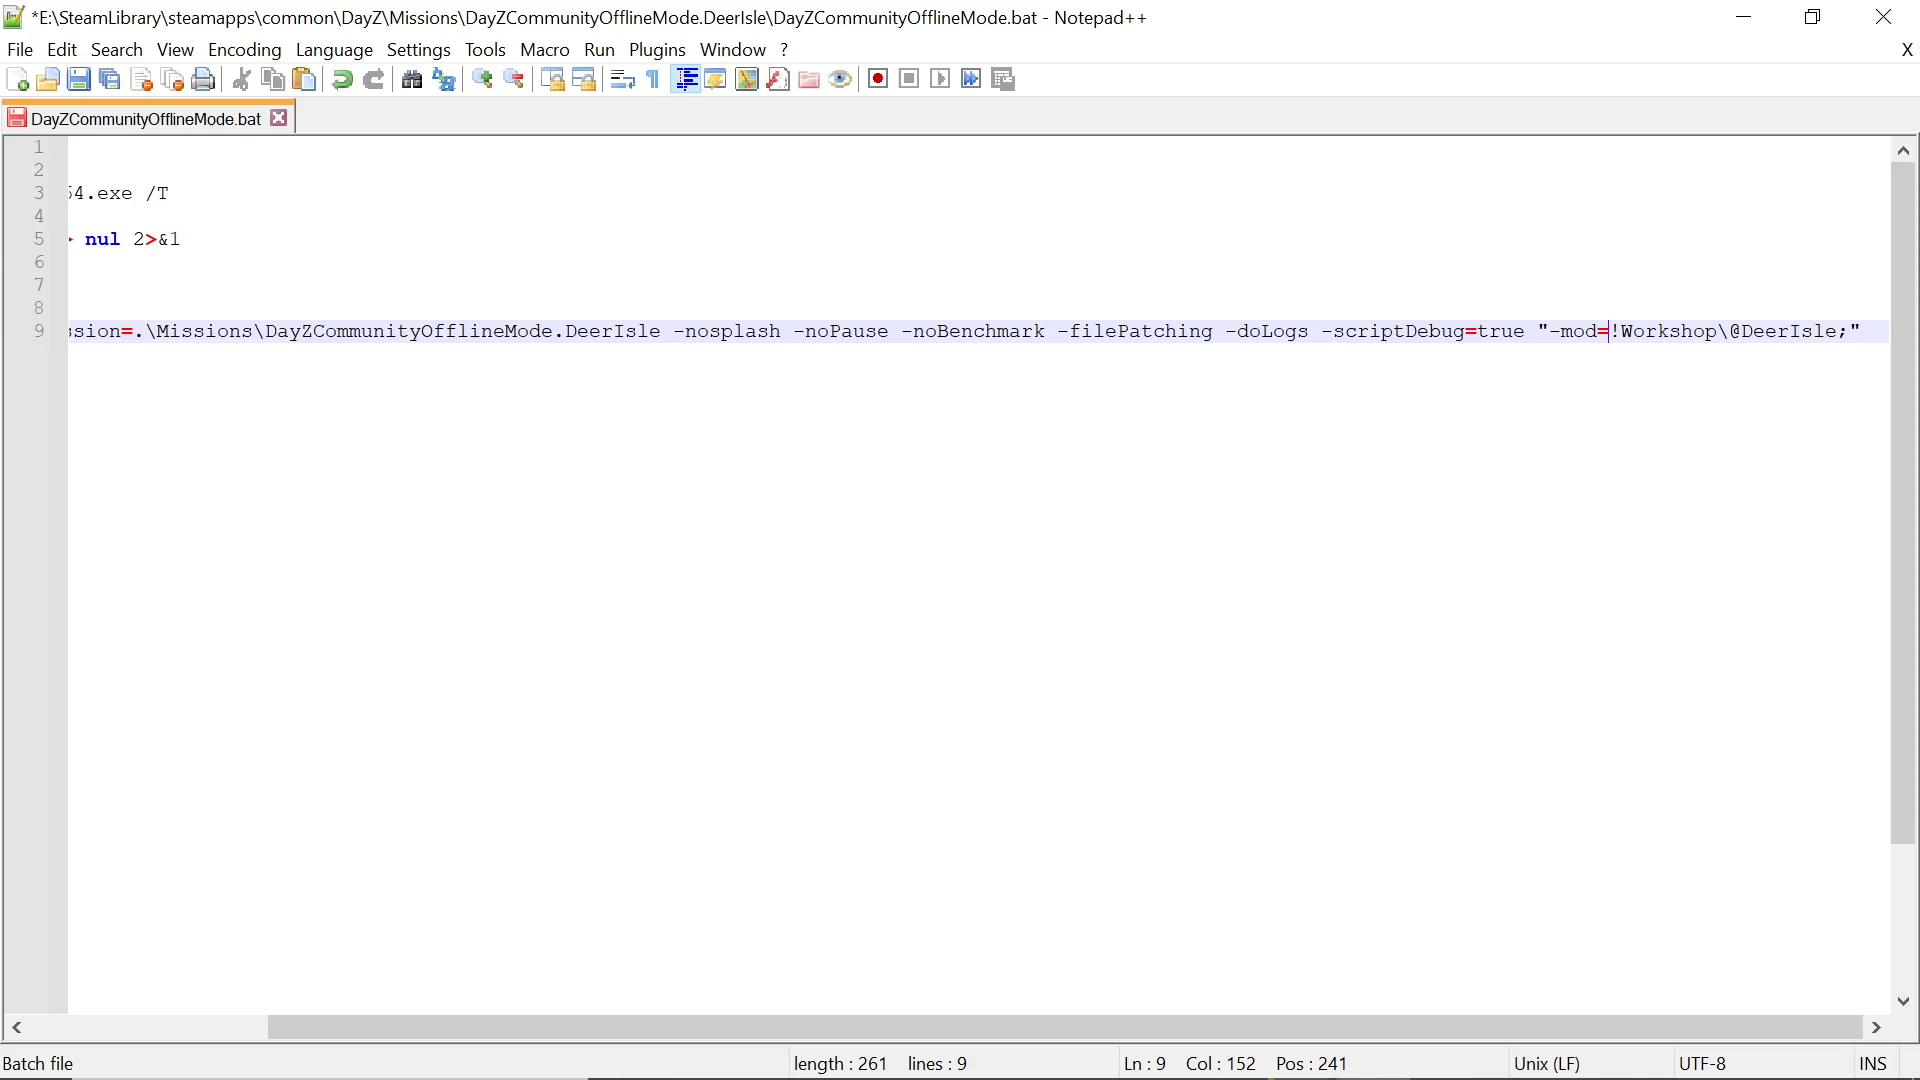 *E:\SteamLibrary\steamapps\common\DayZ\Missions\DayZCommunityOfflineMode.DeerIsle\DayZCommunityOfflineMode.bat - Notepad++
File Edit Search View Encoding Language Settings Tools Macro Run Plugins Window ? X
DayZCommunityOfflineMode.bat
1
2
3 4.exe /T
4
5 nul 2>&1
6
7
8
9 ssion=.\Missions\DayZCommunityOfflineMode.DeerIsle -nosplash -noPause -noBenchmark -filePatching -doLogs -scriptDebug=true "-mod=!Workshop\@DeerIsle;"
Batch file length : 261 lines : 9 Ln : 9 Col : 152 Pos : 241 Unix (LF) UTF-8 INS